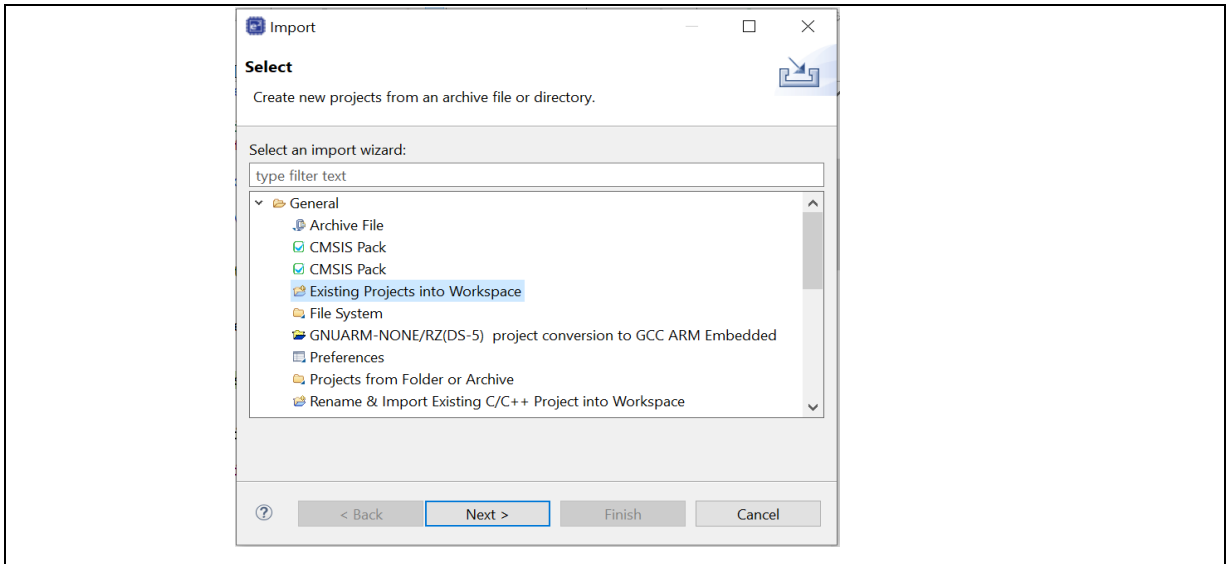 Import
Select
Create new projects from an archive file or directory.
Select an import wizard:
type filter text
General
Archive File
CMSIS Pack
CMSIS Pack
Existing Projects into Workspace
File System
GNUARM-NONE/RZ(DS-5)  project conversion to GCC ARM Embedded
Preferences
Projects from Folder or Archive
Rename & Import Existing C/C++ Project into Workspace
? < Back Next > Finish Cancel